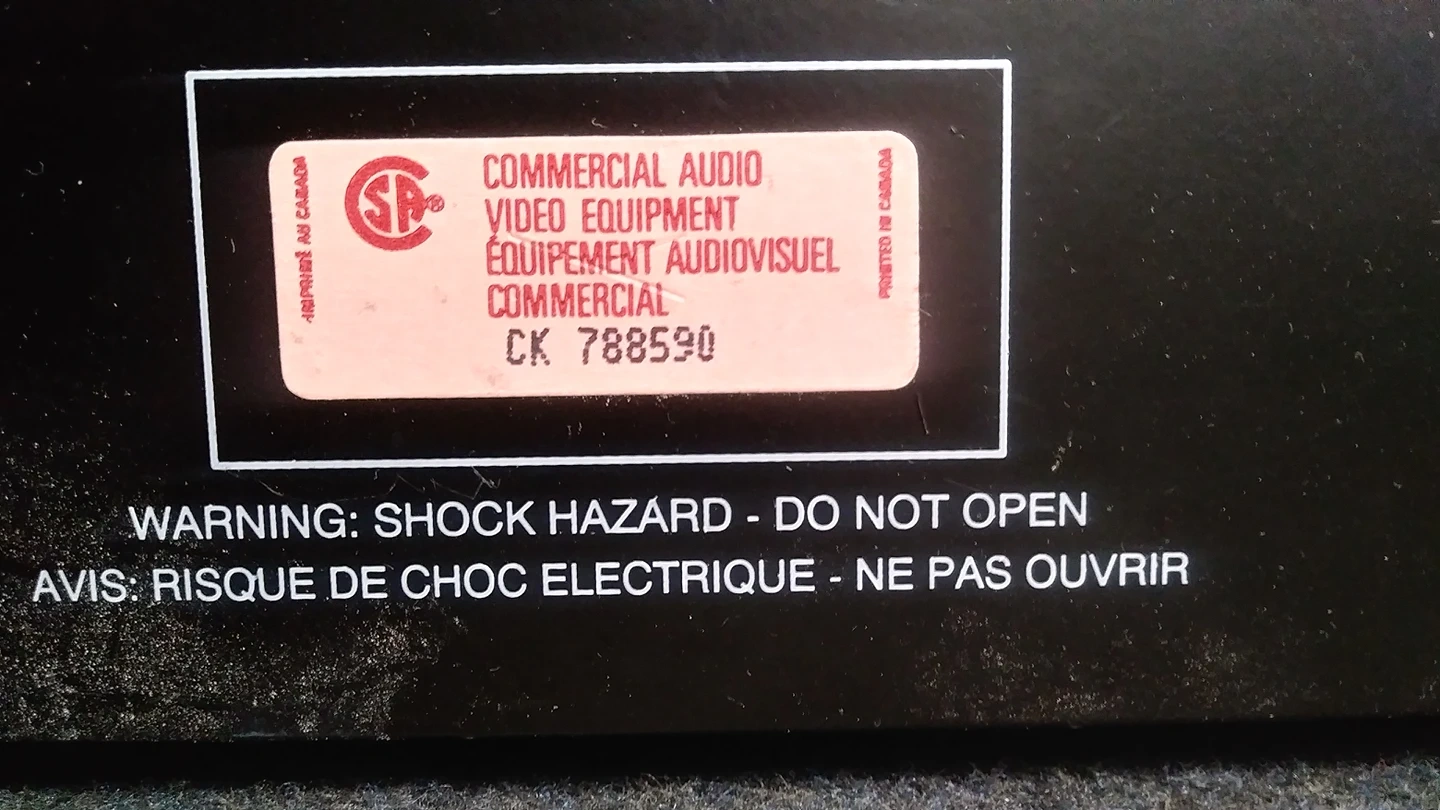 IMPRIMÉ AU CANADA
CSA®
COMMERCIAL AUDIO
VIDEO EQUIPMENT
ÉQUIPEMENT AUDIOVISUEL
COMMERCIAL
CK 788590
PRINTED IN CANADA
WARNING: SHOCK HAZARD - DO NOT OPEN
AVIS: RISQUE DE CHOC ELECTRIQUE - NE PAS OUVRIR